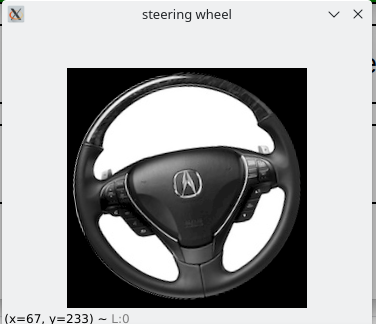 steering wheel
(x=67, y=233) ~ L:0